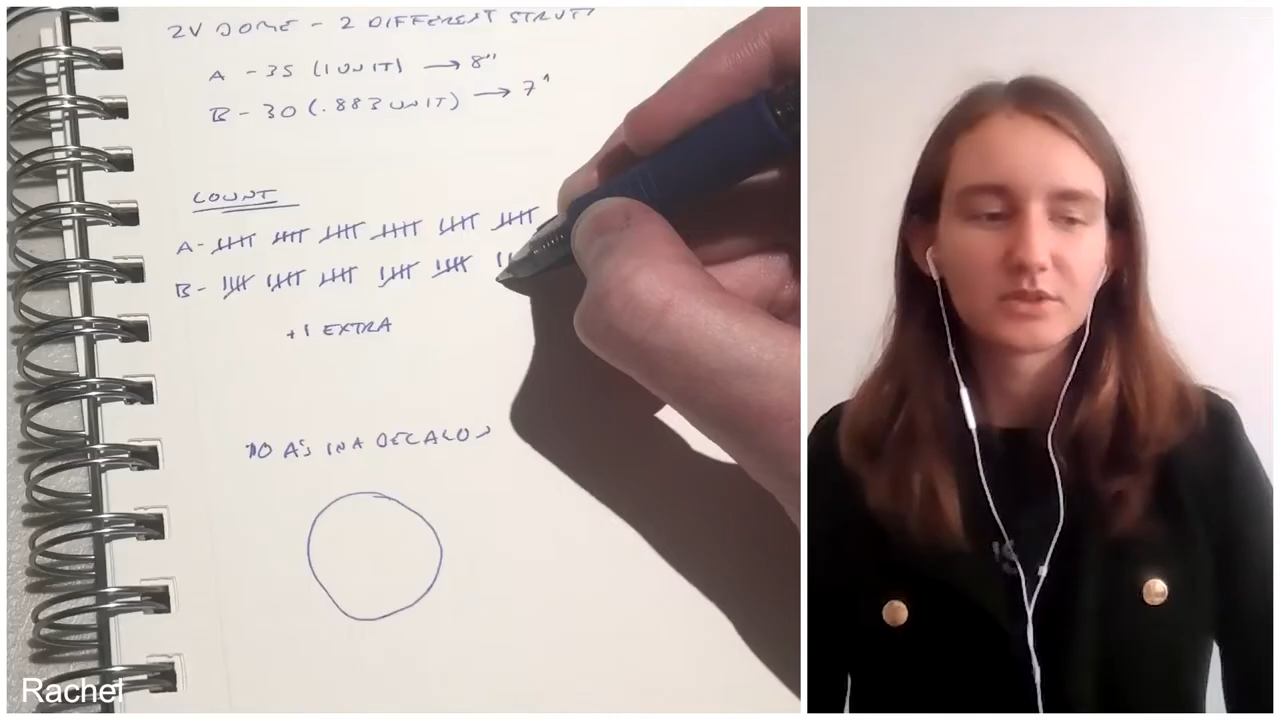 2V DOME - 2 DIFFERENT STRUT
A - 35 (1 UNIT) → 8"
B - 30 (.883 UNIT) → 7"
COUNT
A -
B -
+1 EXTRA
10 A'S IN A DECAGON
Rachel